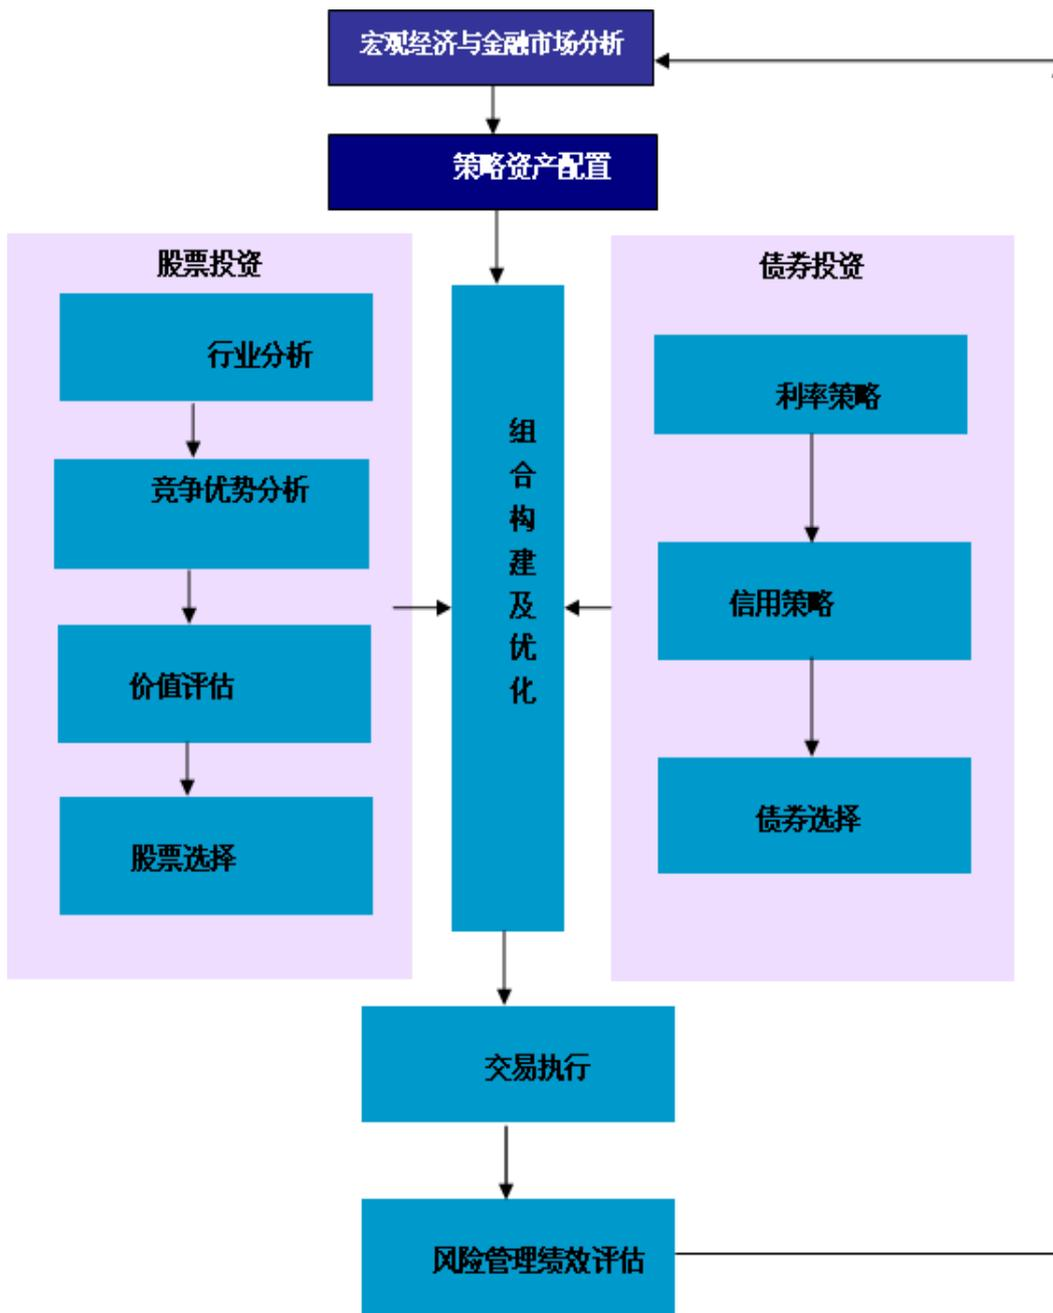 宏观经济与金融市场分析
策略资产配置
股票投资
行业分析
竞争优势分析
价值评估
股票选择
组
合
构
建
及
优
化
债券投资
利率策略
信用策略
债券选择
交易执行
风险管理绩效评估